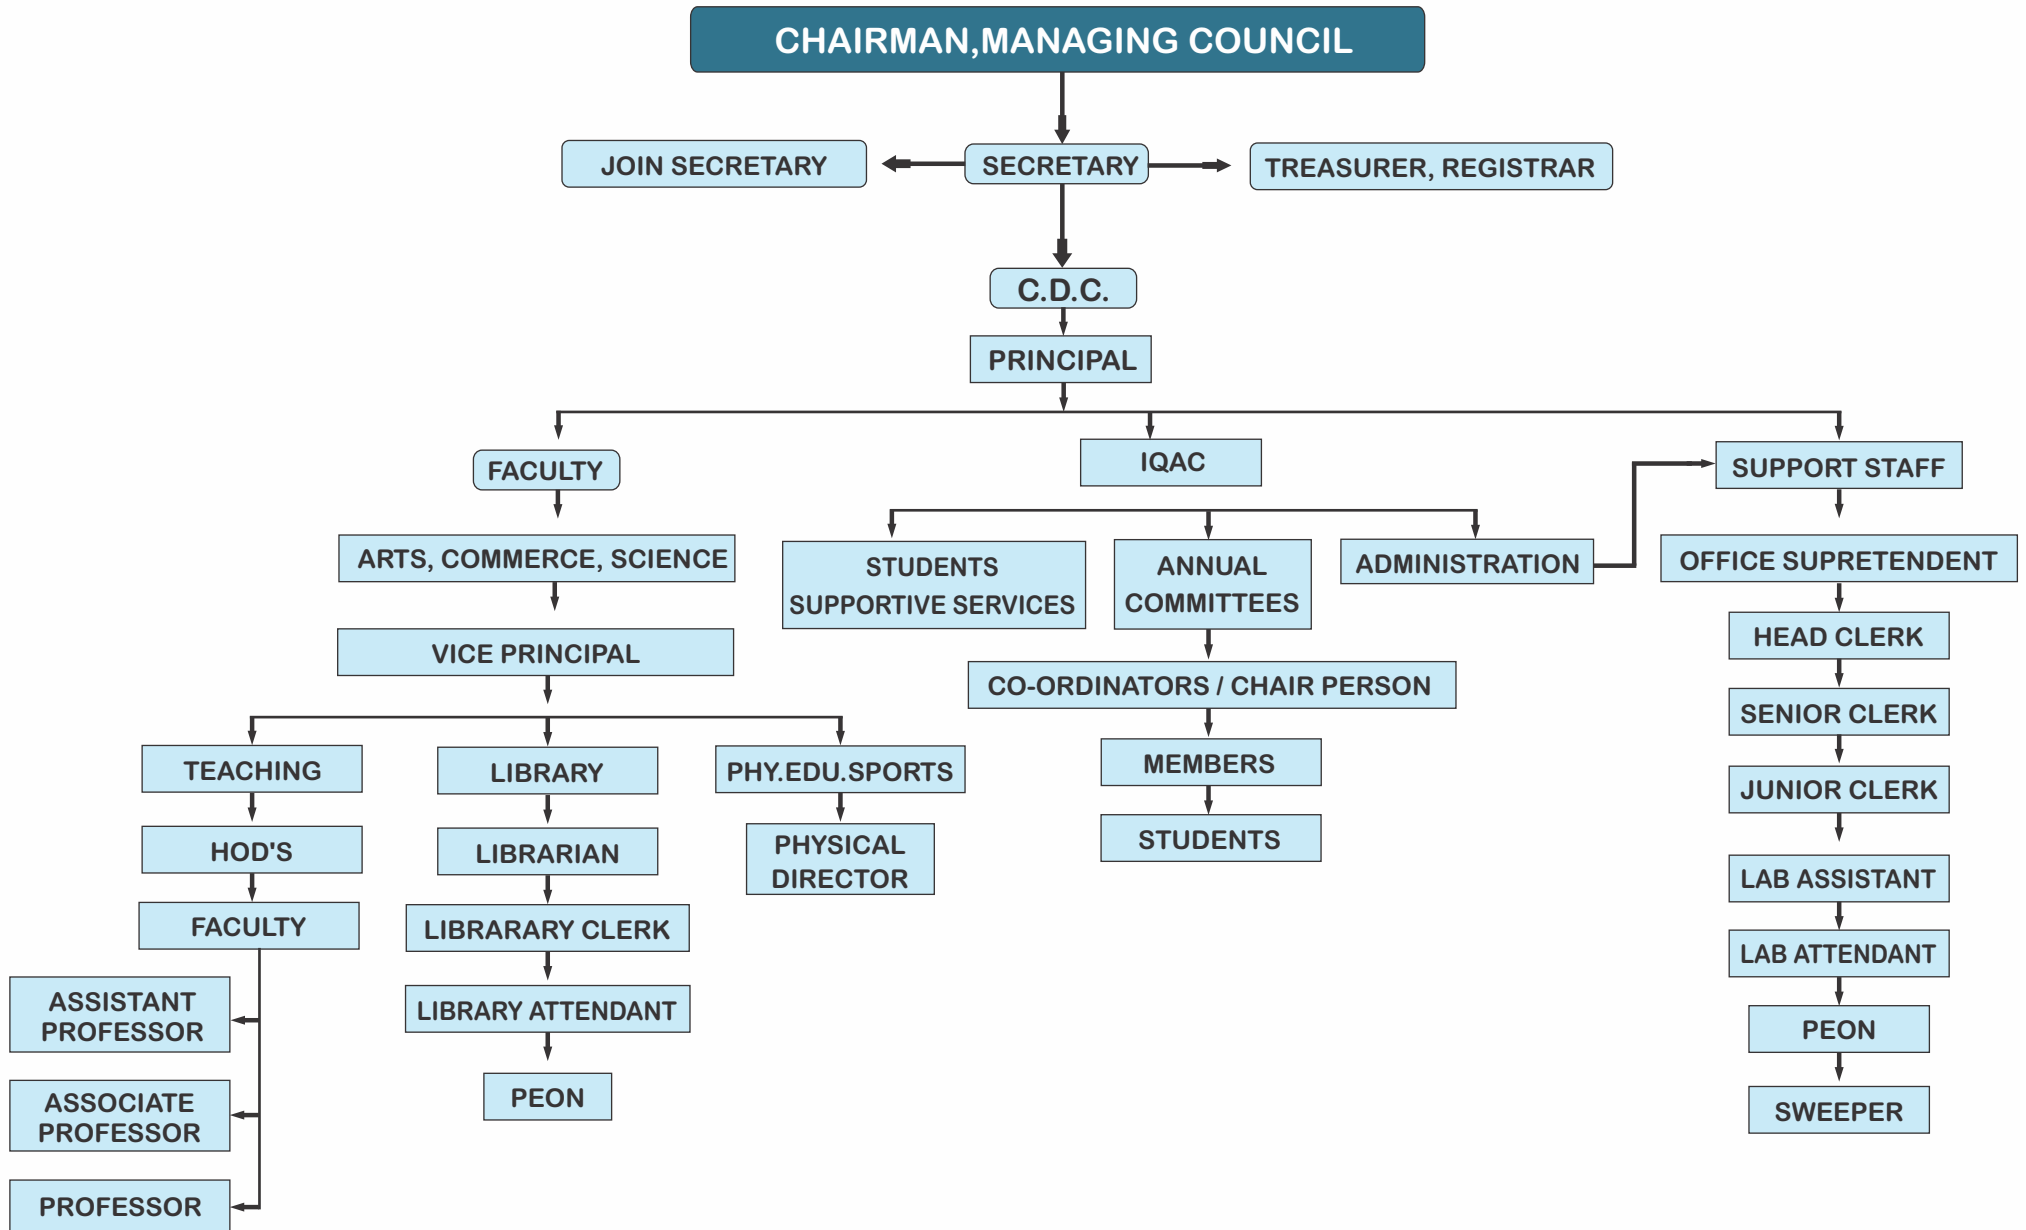 CHAIRMAN,MANAGING COUNCIL
JOIN SECRETARY
SECRETARY
TREASURER, REGISTRAR
C.D.C.
PRINCIPAL
FACULTY
IQAC
SUPPORT STAFF
ARTS, COMMERCE, SCIENCE
STUDENTS
SUPPORTIVE SERVICES
ANNUAL
COMMITTEES
ADMINISTRATION
OFFICE SUPRETENDENT
VICE PRINCIPAL
CO-ORDINATORS / CHAIR PERSON
HEAD CLERK
SENIOR CLERK
TEACHING
LIBRARY
PHY.EDU.SPORTS
MEMBERS
JUNIOR CLERK
HOD'S
LIBRARIAN
PHYSICAL
DIRECTOR
STUDENTS
LAB ASSISTANT
FACULTY
LIBRARARY CLERK
LAB ATTENDANT
ASSISTANT
PROFESSOR
LIBRARY ATTENDANT
PEON
ASSOCIATE
PROFESSOR
PEON
SWEEPER
PROFESSOR